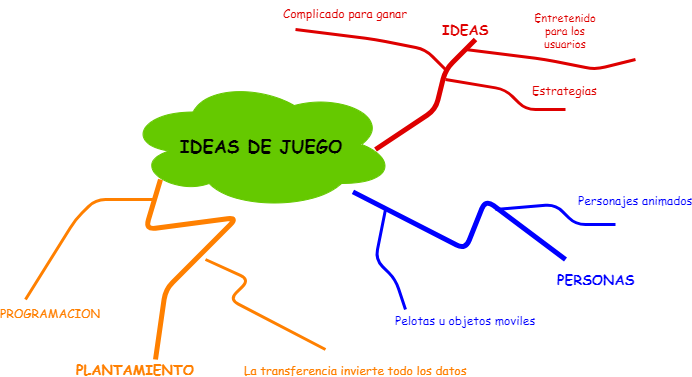 Complicado para ganar
IDEAS
Entretenido
para los
usuarios
Estrategias
IDEAS DE JUEGO
Personajes animados
PERSONAS
Pelotas u objetos moviles
PROGRAMACION
PLANTAMIENTO
La transferencia invierte todo los datos